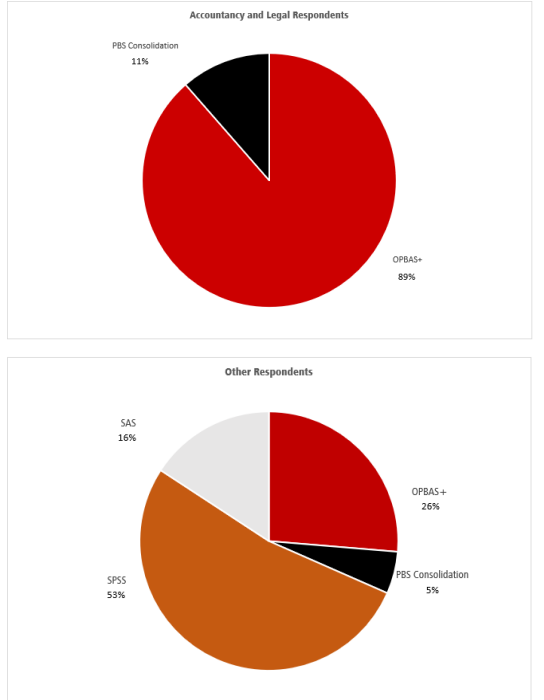 Accountancy and Legal Respondents
PBS Consolidation
11%
OPBAS+
89%
Other Respondents
SAS
16%
OPBAS+
26%
PBS Consolidation
5%
SPSS
53%